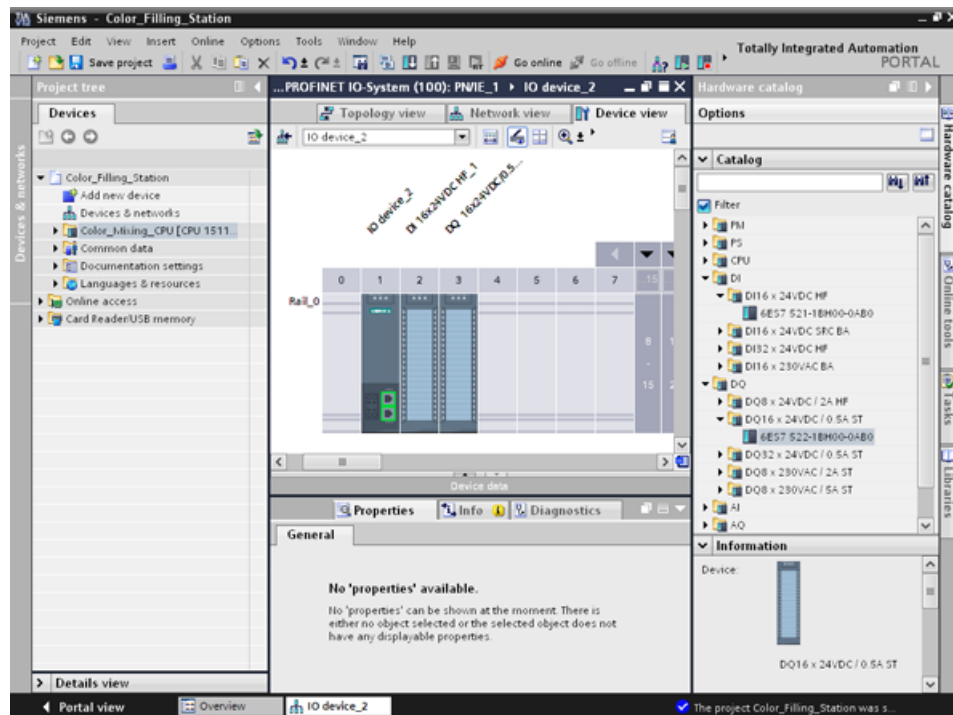 Siemens - Color_Filling_Station
Project Edit View Insert Online Options Tools Window Help
Totally Integrated Automation
PORTAL
Save project
Go online
Go offline
Project tree
Devices
Devices & networks
Color_Filling_Station
Add new device
Devices & networks
Color_Mixing_CPU [CPU 1511...
Common data
Documentation settings
Languages & resources
Online access
Card Reader/USB memory
Details view
...PROFINET IO-System (100): PN/IE_1 IO device_2
Topology view
Network view
Device view
IO device_2
IO device_2
DI 16x24VDC HF_1
DQ 16x24VDC/0.5...
0 1 2 3 4 5 6 7
15
8
-
15
Rail_0
Device data
Properties
Info
Diagnostics
General
No 'properties' available.
No 'properties' can be shown at the moment. There is
either no object selected or the selected object does not
have any displayable properties.
Hardware catalog
Options
Catalog
Filter
PM
PS
CPU
DI
DI16 x 24VDC HF
6ES7 521-1BH00-0AB0
DI16 x 24VDC SRC BA
DI32 x 24VDC HF
DI16 x 230VAC BA
DQ
DQ8 x 24VDC / 2A HF
DQ16 x 24VDC / 0.5A ST
6ES7 522-1BH00-0AB0
DQ32 x 24VDC / 0.5A ST
DQ8 x 230VAC / 2A ST
DQ8 x 230VAC / 5A ST
AI
AQ
Information
Device:
DQ16 x 24VDC / 0.5A ST
Hardware catalog
Online tools
Tasks
Libraries
Portal view
Overview
IO device_2
The project Color_Filling_Station was s...